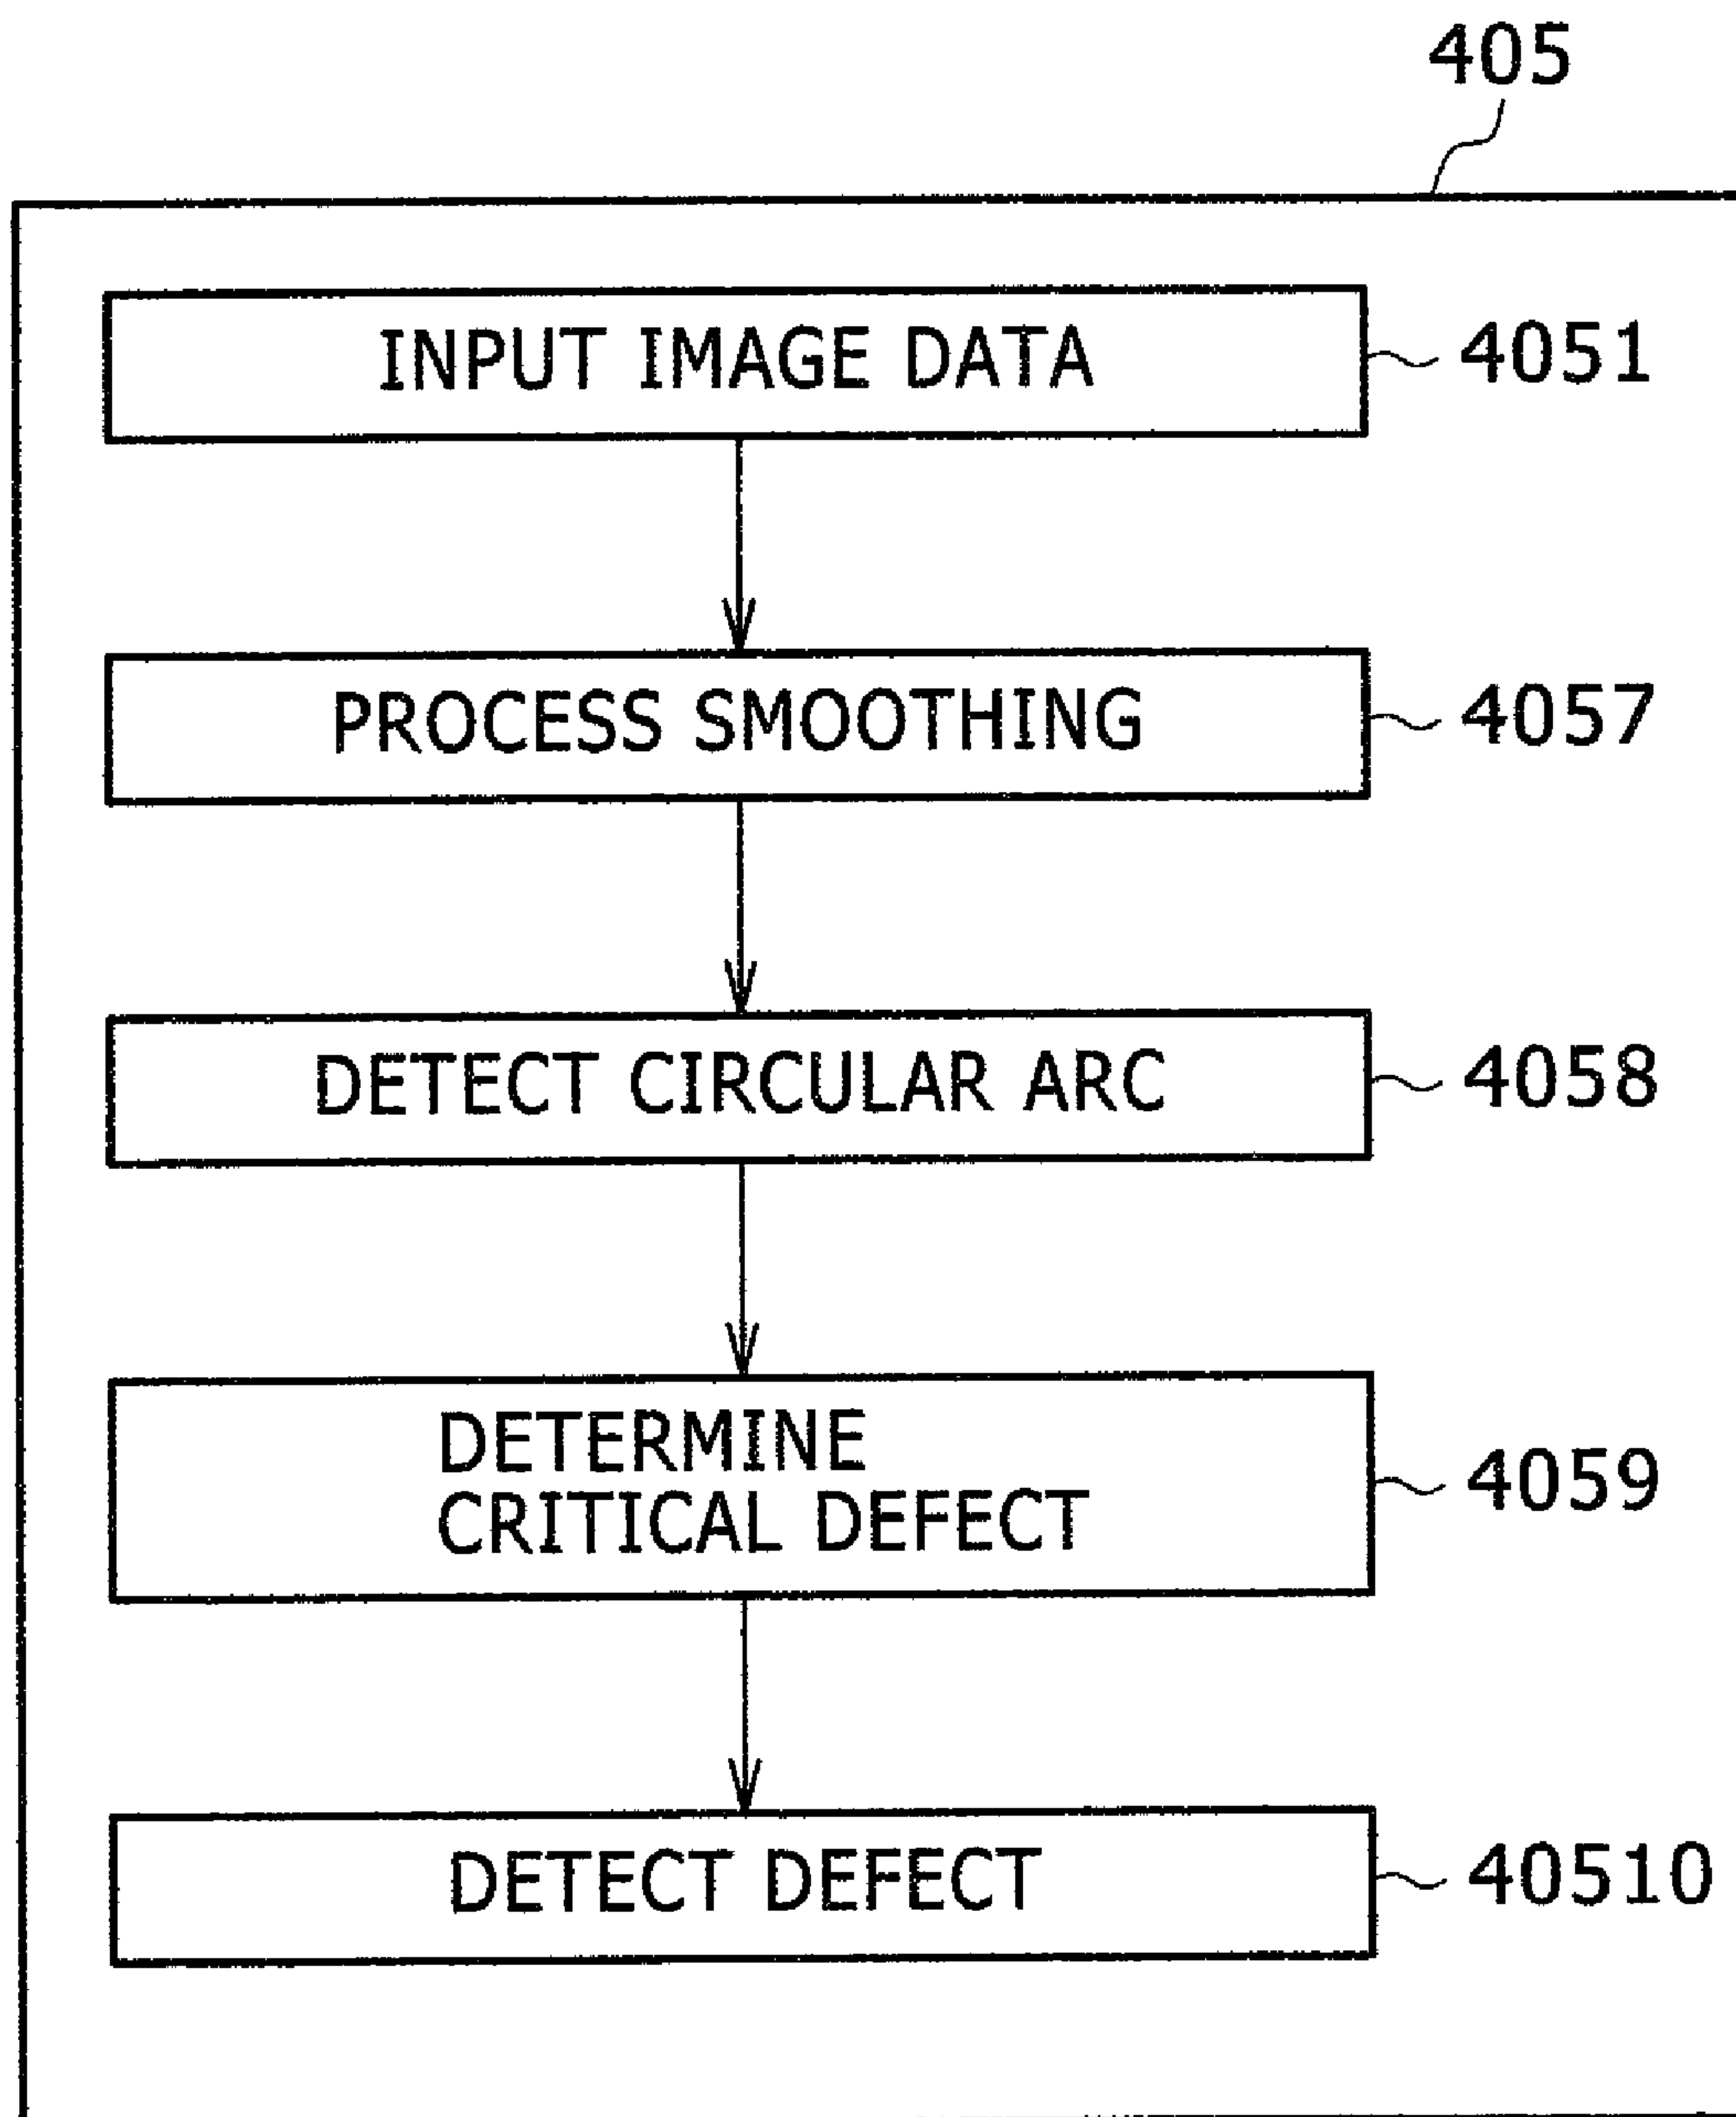 405
INPUT IMAGE DATA 4051
PROCESS SMOOTHING 4057
DETECT CIRCULAR ARC 4058
DETERMINE
CRITICAL DEFECT 4059
DETECT DEFECT 40510